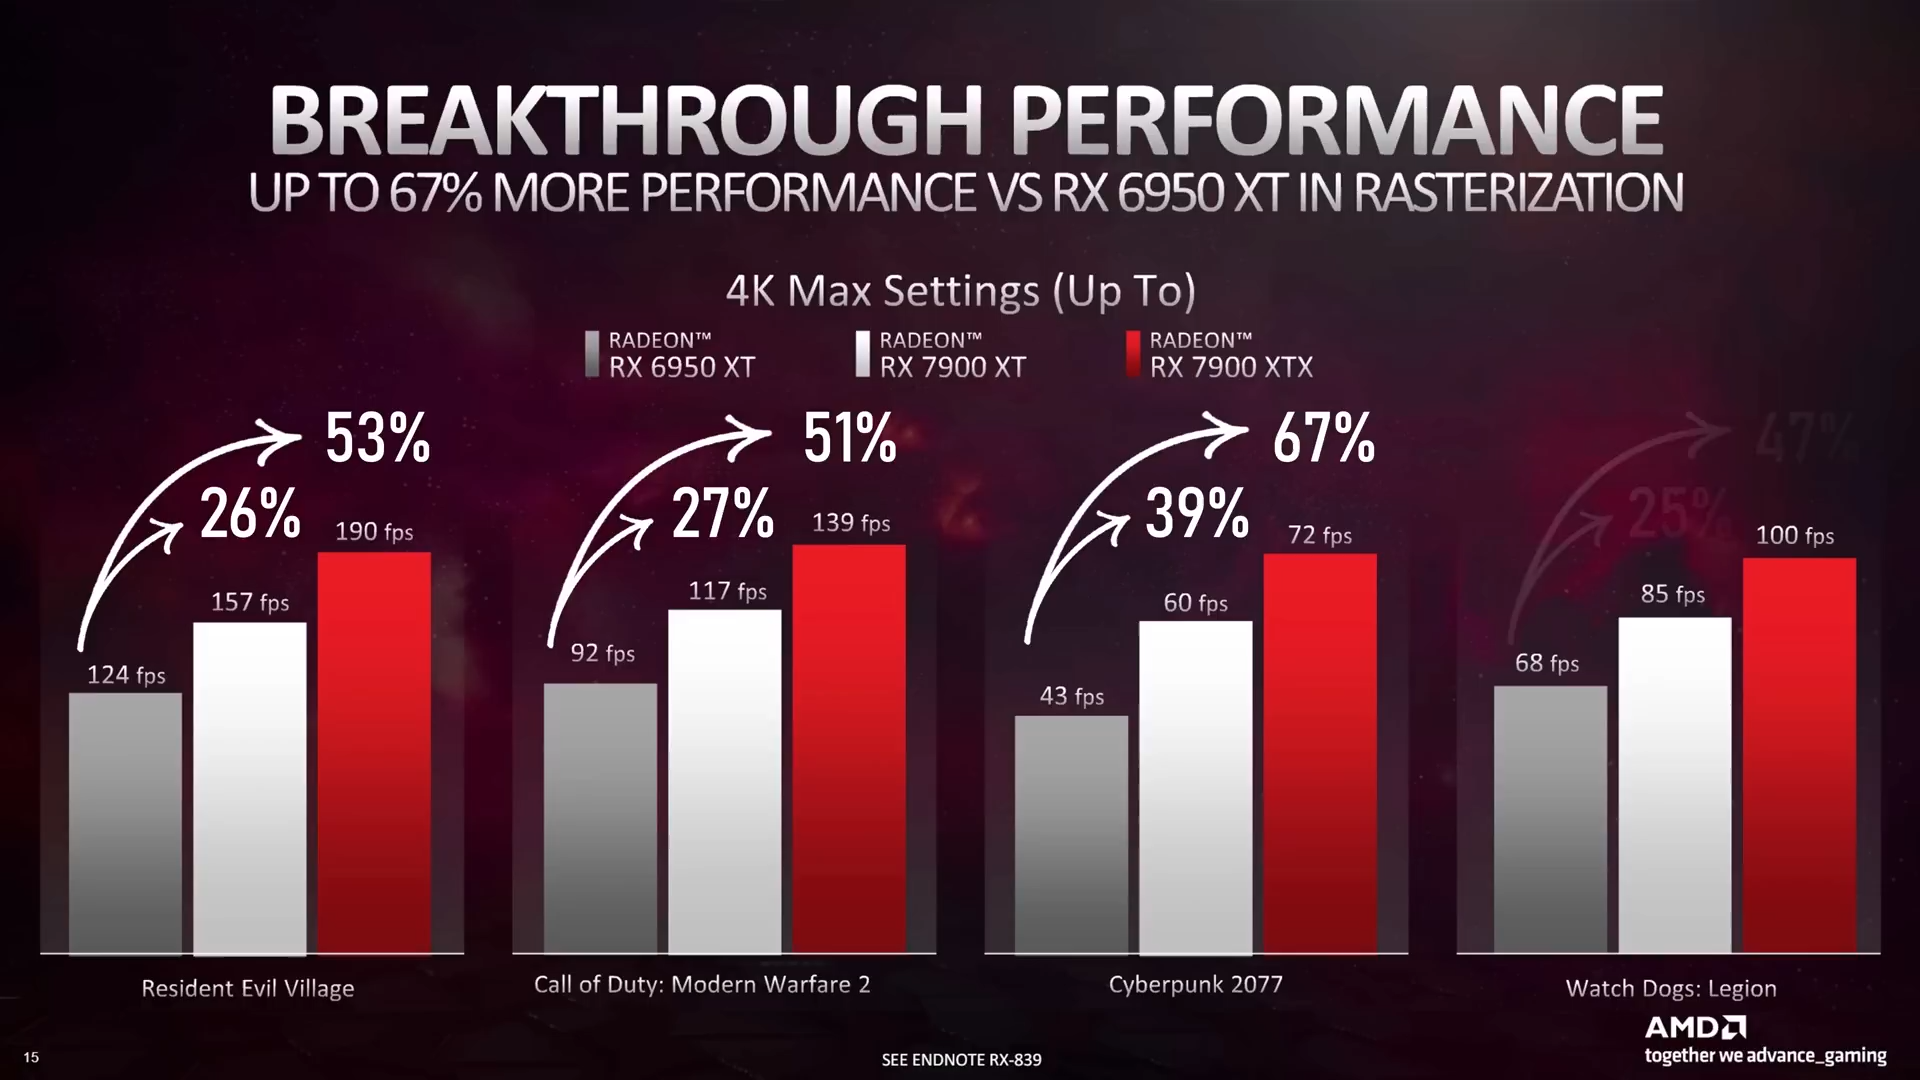 BREAKTHROUGH PERFORMANCE
UP TO 67% MORE PERFORMANCE VS RX 6950 XT IN RASTERIZATION
4K Max Settings (Up To)
RADEON™
RX 6950 XT
RADEON™
RX 7900 XT
RADEON™
RX 7900 XTX
53%
26%
190 fps
157 fps
124 fps
Resident Evil Village
51%
27%
139 fps
117 fps
92 fps
Call of Duty: Modern Warfare 2
67%
39%
72 fps
60 fps
43 fps
Cyberpunk 2077
47%
25%
100 fps
85 fps
68 fps
Watch Dogs: Legion
AMD
together we advance_gaming
15
SEE ENDNOTE RX-839